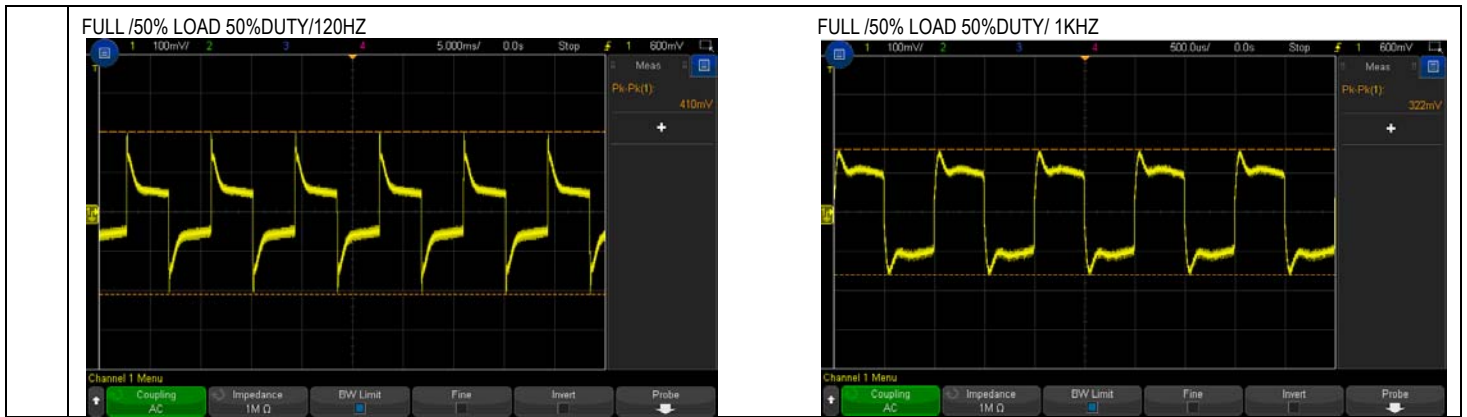 FULL /50% LOAD 50%DUTY/120HZ
1 100mV/ 2 3 4 5.000ms/ 0.0s Stop 1 600mV
Meas
Pk-Pk(1):
410mV
Channel 1 Menu
Coupling
AC
Impedance
1M Ω
BW Limit
Fine
Invert
Probe
FULL /50% LOAD 50%DUTY/ 1KHZ
1 100mV/ 2 3 4 500.0us/ 0.0s Stop 1 600mV
Meas
Pk-Pk(1):
322mV
Channel 1 Menu
Coupling
AC
Impedance
1M Ω
BW Limit
Fine
Invert
Probe